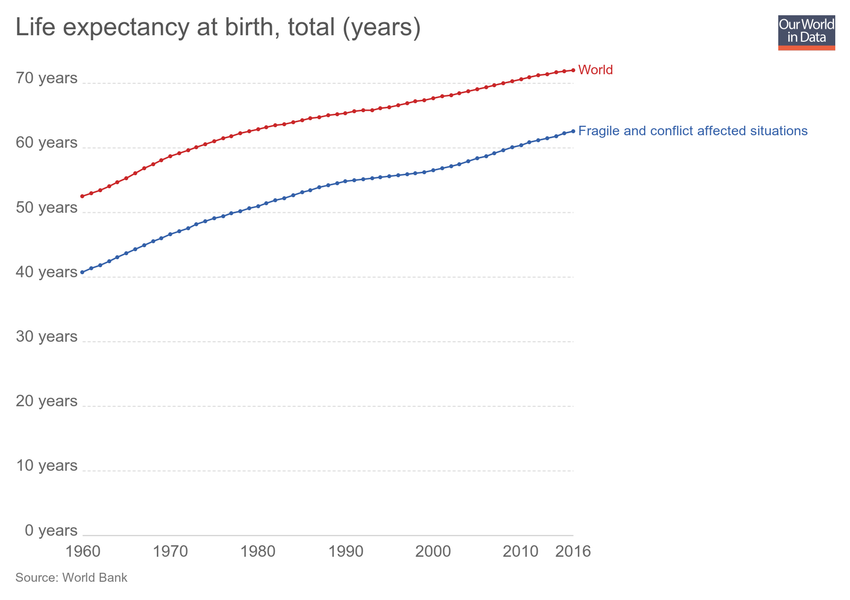 Life expectancy at birth, total (years)
Our World
in Data
70 years
World
Fragile and conflict affected situations
60 years
50 years
40 years
30 years
20 years
10 years
0 years
1960 1970 1980 1990 2000 2010 2016
Source: World Bank